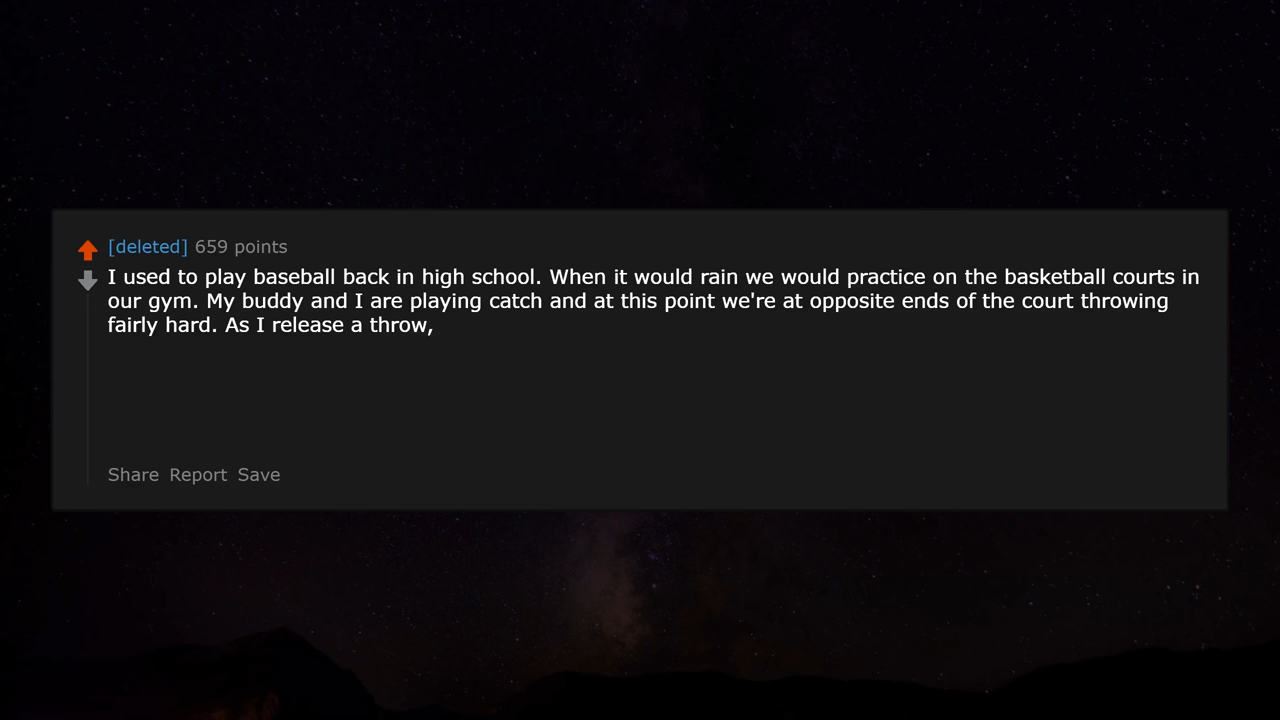 [deleted] 659 points
I used to play baseball back in high school. When it would rain we would practice on the basketball courts in
our gym. My buddy and I are playing catch and at this point we're at opposite ends of the court throwing
fairly hard. As I release a throw,
Share Report Save